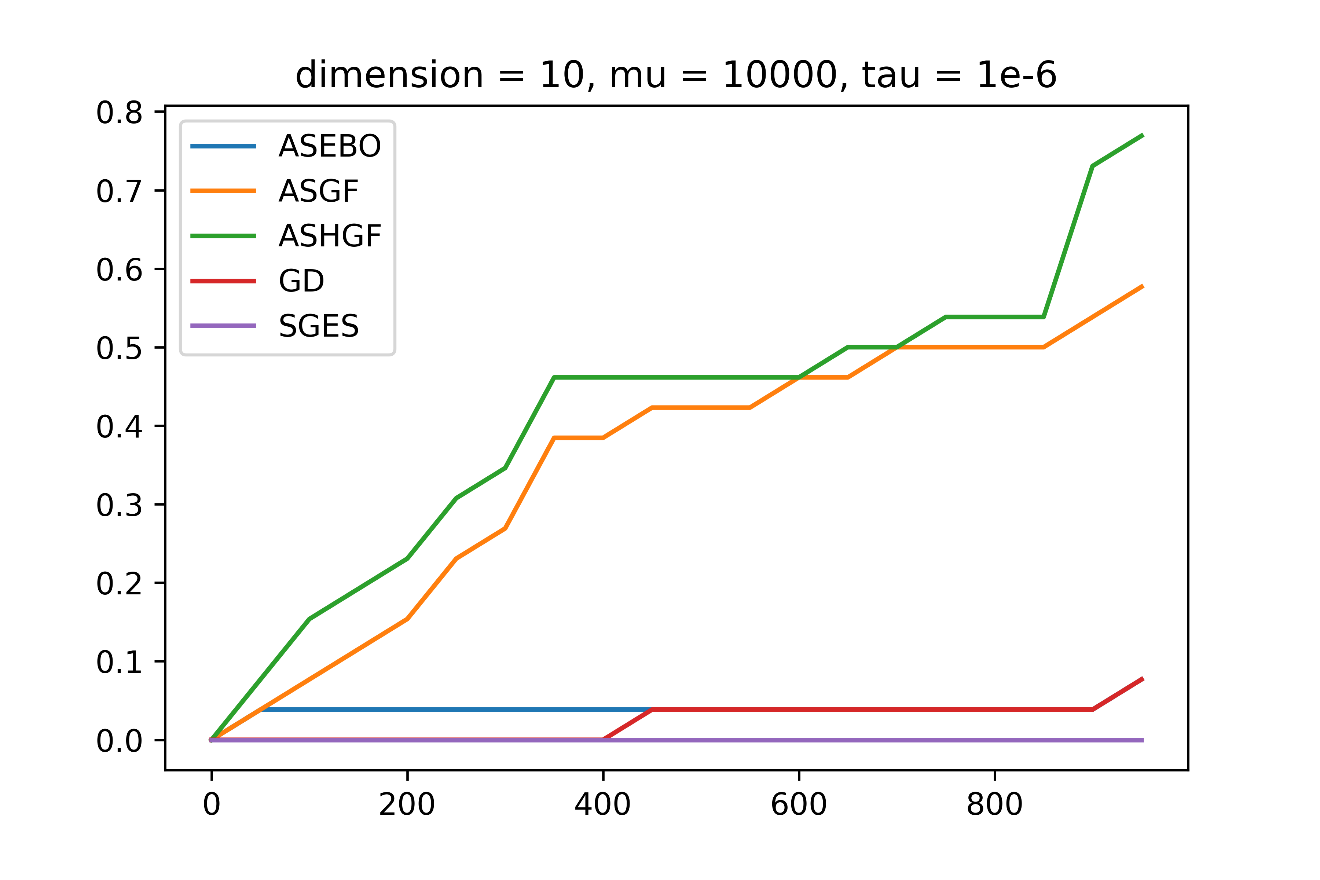 dimension = 10, mu = 10000, tau = 1e-6
0.8
0.7
0.6
0.5
0.4
0.3
0.2
0.1
0.0
ASEBO
ASGF
ASHGF
GD
SGES
0 200 400 600 800